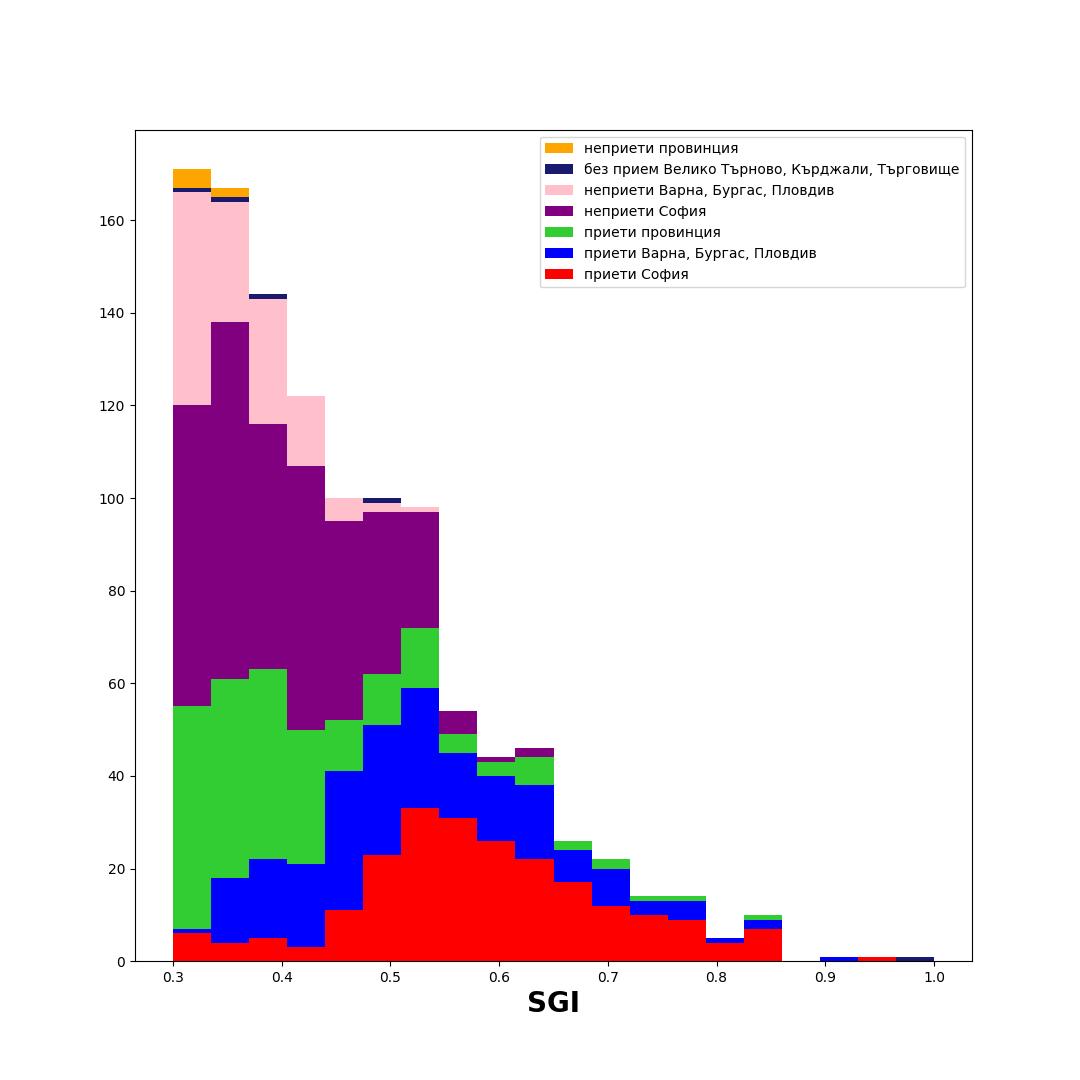 неприети провинция
без прием Велико Търново, Кърджали, Търговище
неприети Варна, Бургас, Пловдив
неприети София
приети провинция
приети Варна, Бургас, Пловдив
приети София
160
140
120
100
80
60
40
20
0
0.3 0.4 0.5 0.6 0.7 0.8 0.9 1.0
SGI